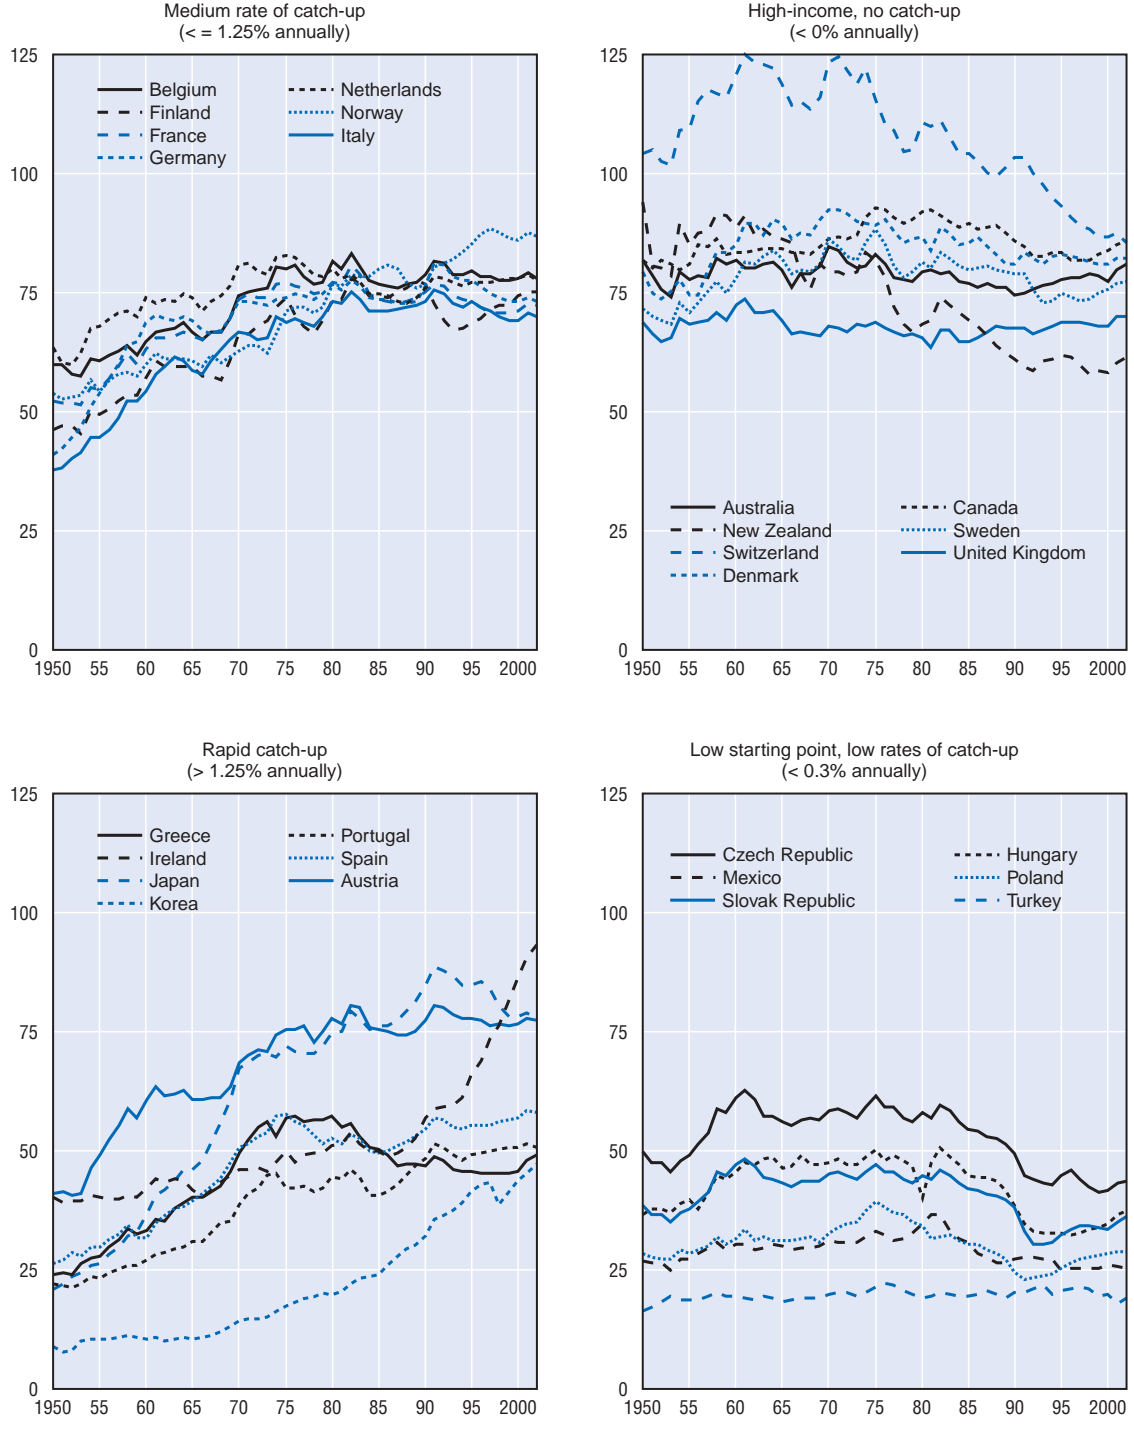 Medium rate of catch-up
(< = 1.25% annually)
125
100
75
50
25
0
Belgium
Finland
France
Germany
Netherlands
Norway
Italy
1950 55 60 65 70 75 80 85 90 95 2000
High-income, no catch-up
(< 0% annually)
125
100
75
50
25
0
Australia
New Zealand
Switzerland
Denmark
Canada
Sweden
United Kingdom
1950 55 60 65 70 75 80 85 90 95 2000
Rapid catch-up
(> 1.25% annually)
125
100
75
50
25
0
Greece
Ireland
Japan
Korea
Portugal
Spain
Austria
1950 55 60 65 70 75 80 85 90 95 2000
Low starting point, low rates of catch-up
(< 0.3% annually)
125
100
75
50
25
0
Czech Republic
Mexico
Slovak Republic
Hungary
Poland
Turkey
1950 55 60 65 70 75 80 85 90 95 2000